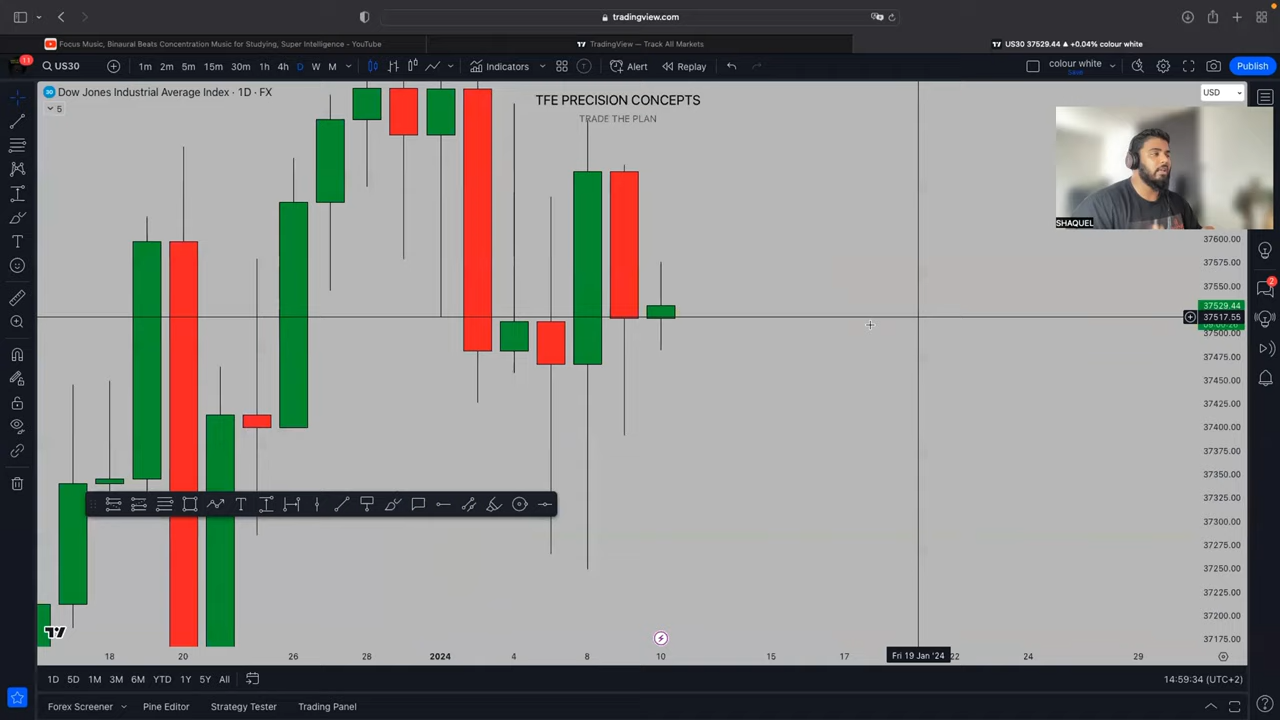 tradingview.com
Focus Music, Binaural Beats Concentration Music for Studying, Super Intelligence - YouTube
TradingView — Track All Markets
US30 37529.44 ▲ +0.04% colour white
11
US30
1m 2m 5m 15m 30m 1h 4h D W M
Indicators
Alert
Replay
colour white
Save
Publish
Dow Jones Industrial Average Index · 1D · FX
5
TFE PRECISION CONCEPTS
TRADE THE PLAN
USD
SHAQUEL
37600.00
37575.00
37550.00
37529.44
37517.55
37500.00
37475.00
37450.00
37425.00
37400.00
37375.00
37350.00
37325.00
37300.00
37275.00
37250.00
37225.00
37200.00
37175.00
2
18 20 26 28 2024 4 8 10 15 17 Fri 19 Jan '24 22 24 29
1D 5D 1M 3M 6M YTD 1Y 5Y All
14:59:34 (UTC+2)
Forex Screener Pine Editor Strategy Tester Trading Panel